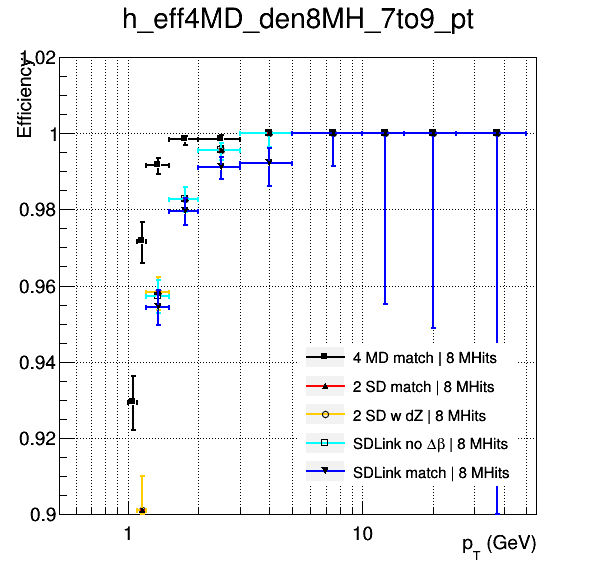 h_eff4MD_den8MH_7to9_pt
Efficiency
1.02
1
0.98
0.96
0.94
0.92
0.9
4 MD match | 8 MHits
2 SD match | 8 MHits
2 SD w dZ | 8 MHits
SDLink no Δβ | 8 MHits
SDLink match | 8 MHits
1 10
p_T (GeV)